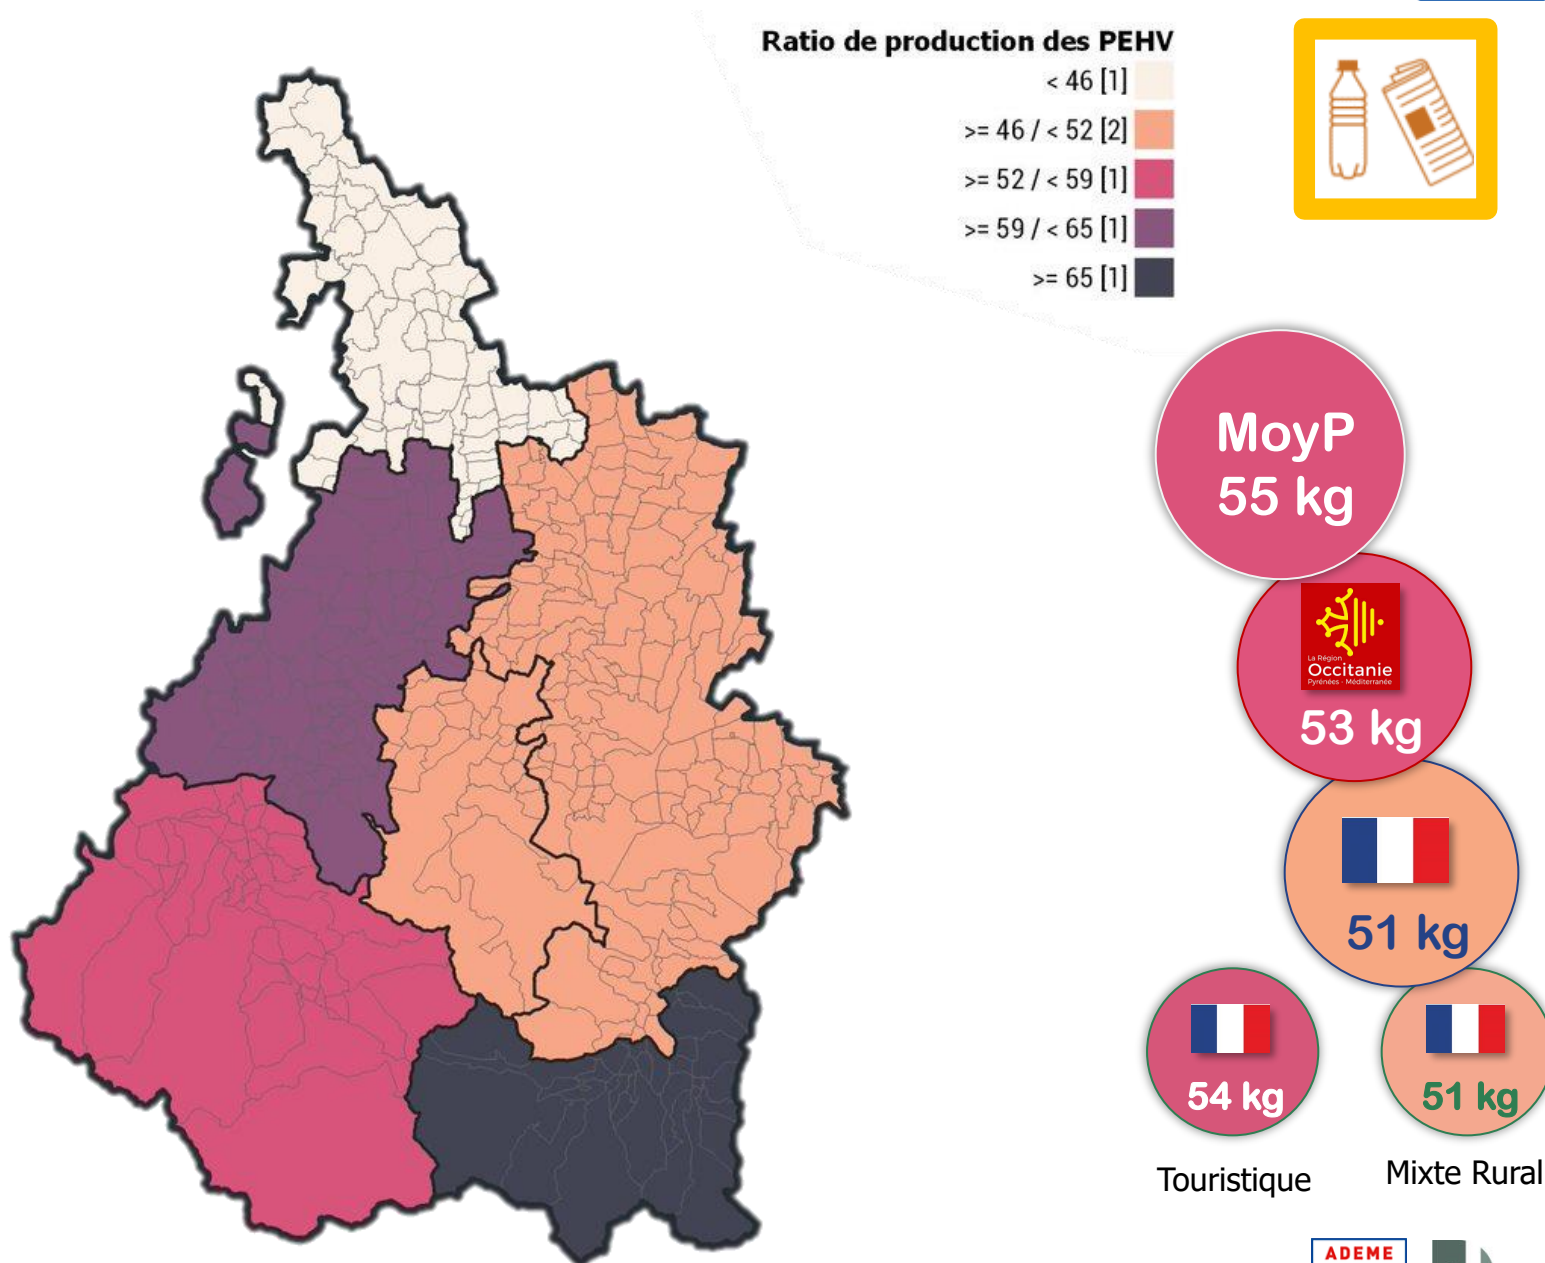 Ratio de production des PEHV
< 46 [1]
>= 46 / < 52 [2]
>= 52 / < 59 [1]
>= 59 / < 65 [1]
>= 65 [1]
MoyP
55 kg
La Région
Occitanie
Pyrénées - Méditerranée
53 kg
51 kg
54 kg
51 kg
Touristique
Mixte Rural
ADEME